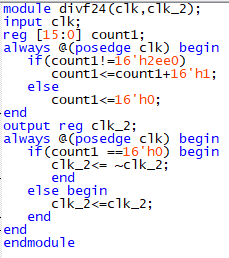 module divf24(clk,clk_2);
input clk;
reg [15:0] count1;
always @(posedge clk) begin
if(count1!=16'h2ee0)
count1<=count1+16'h1;
else
count1<=16'h0;
end
output reg clk_2;
always @(posedge clk) begin
if(count1 ==16'h0) begin
clk_2<= ~clk_2;
end
else begin
clk_2<=clk_2;
end
end
endmodule